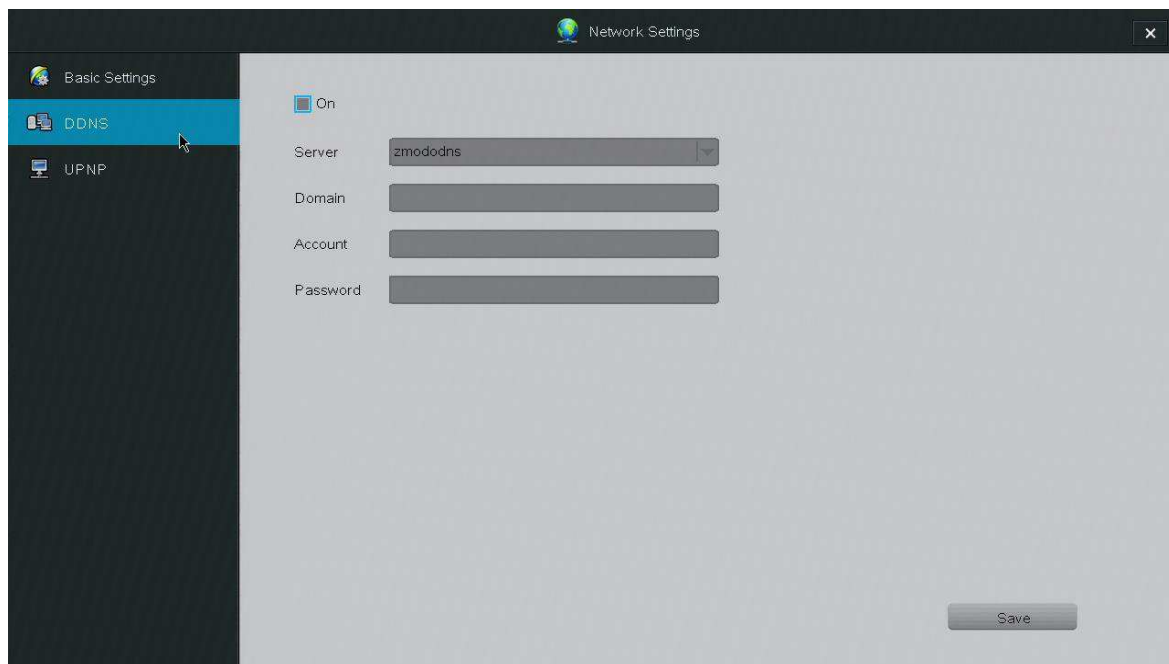 Network Settings
Basic Settings
DDNS
UPNP
On
Server zmododns
Domain
Account
Password
Save